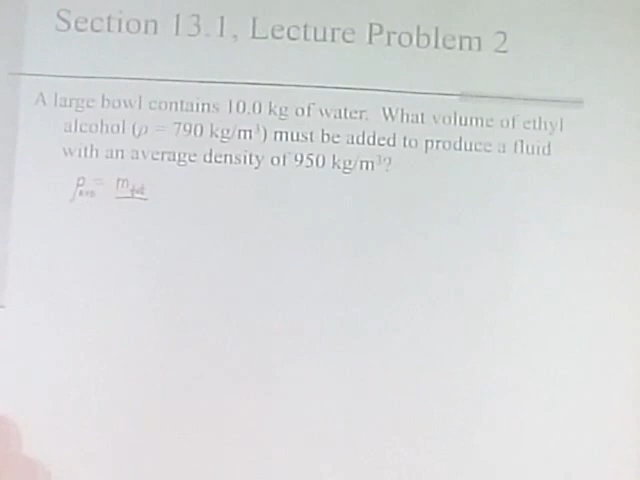 Section 13.1, Lecture Problem 2
A large bowl contains 10.0 kg of water. What volume of ethyl
alcohol (ρ = 790 kg/m³) must be added to produce a fluid
with an average density of 950 kg/m³?
ρ = m